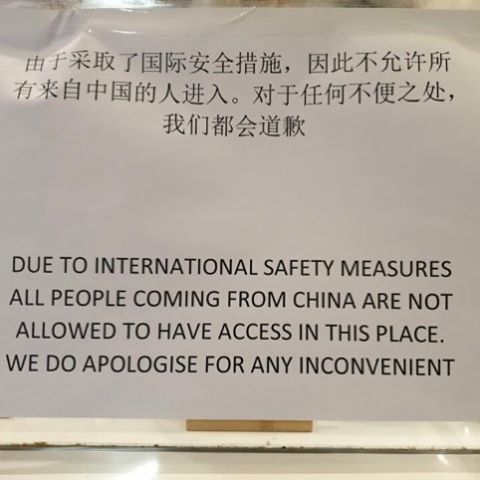 由于采取了国际安全措施，因此不允许所
有来自中国的人进入。对于任何不便之处，
我们都会道歉
DUE TO INTERNATIONAL SAFETY MEASURES
ALL PEOPLE COMING FROM CHINA ARE NOT
ALLOWED TO HAVE ACCESS IN THIS PLACE.
WE DO APOLOGISE FOR ANY INCONVENIENT